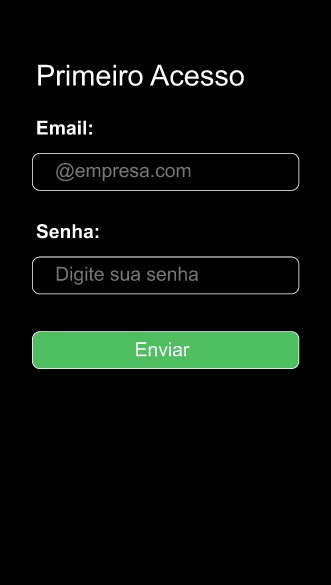 Primeiro Acesso
Email:
@empresa.com
Senha:
Digite sua senha
Enviar